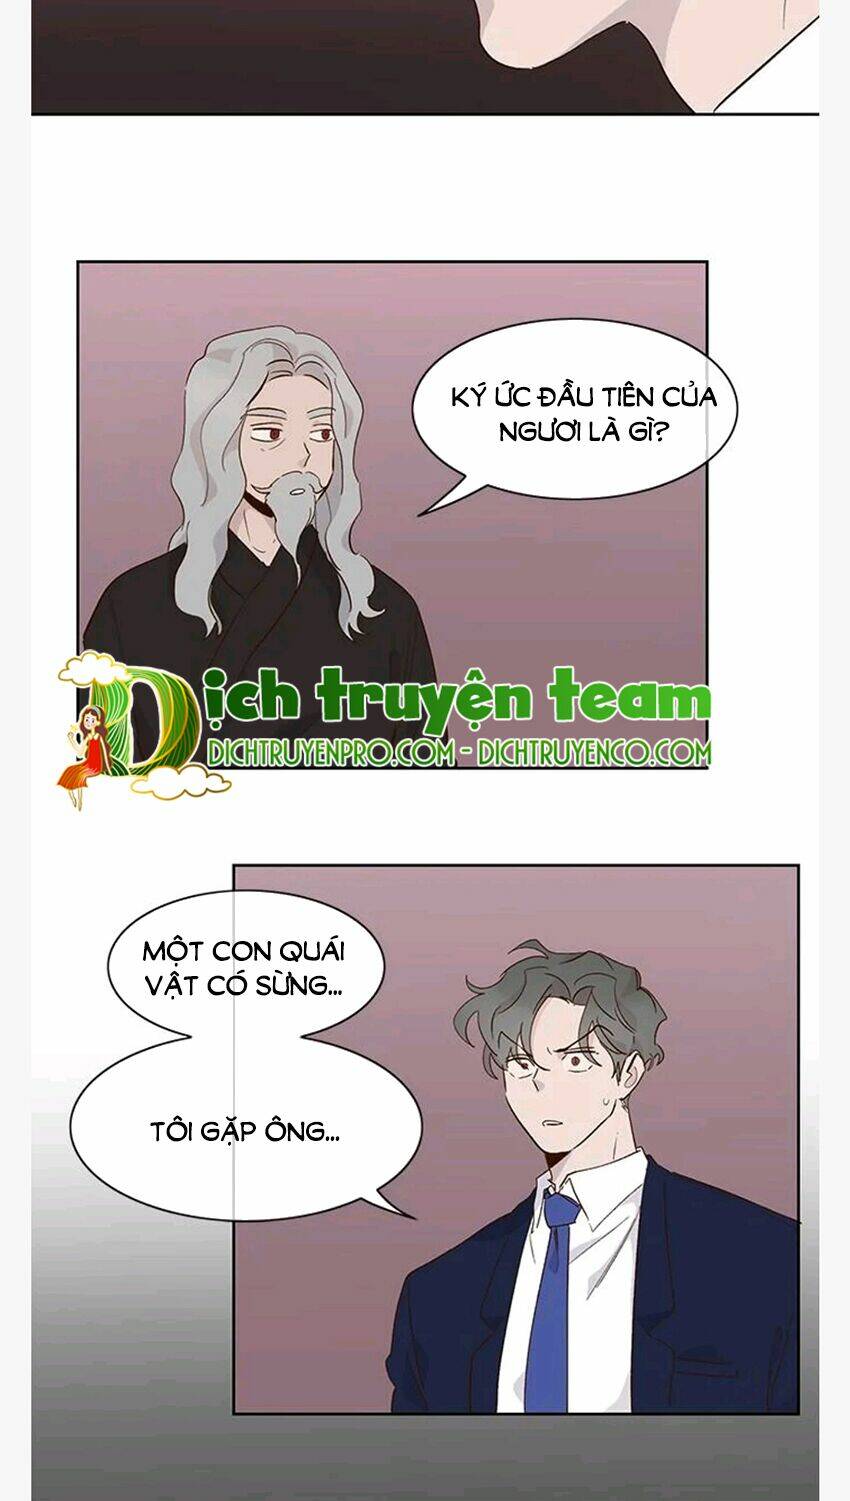 KÝ ỨC ĐẦU TIÊN CỦA
NGƯƠI LÀ GÌ?
Dịch truyện team
DICHTRUYENPRO.COM - DICHTRUYENCO.COM
MỘT CON QUÁI
VẬT CÓ SỪNG...
TÔI GẶP ÔNG...